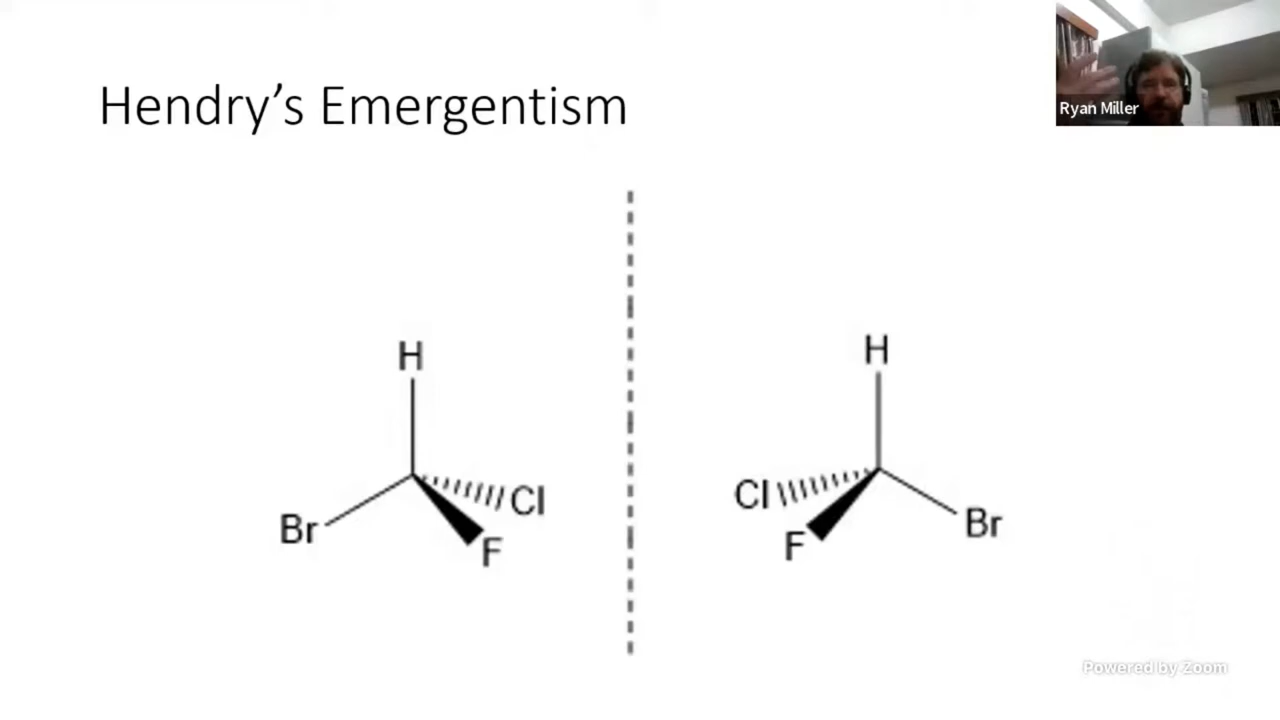 Hendry's Emergentism
Ryan Miller
H
Br
Cl
F
H
Cl
F
Br
Powered by Zoom